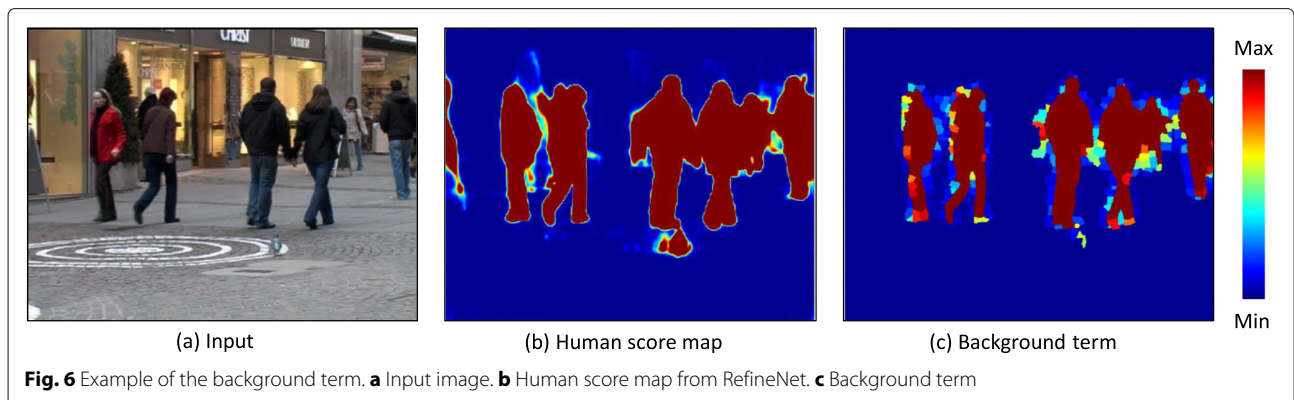 CHRIST
Max
Min
(a) Input
(b) Human score map
(c) Background term
Fig. 6 Example of the background term. a Input image. b Human score map from RefineNet. c Background term